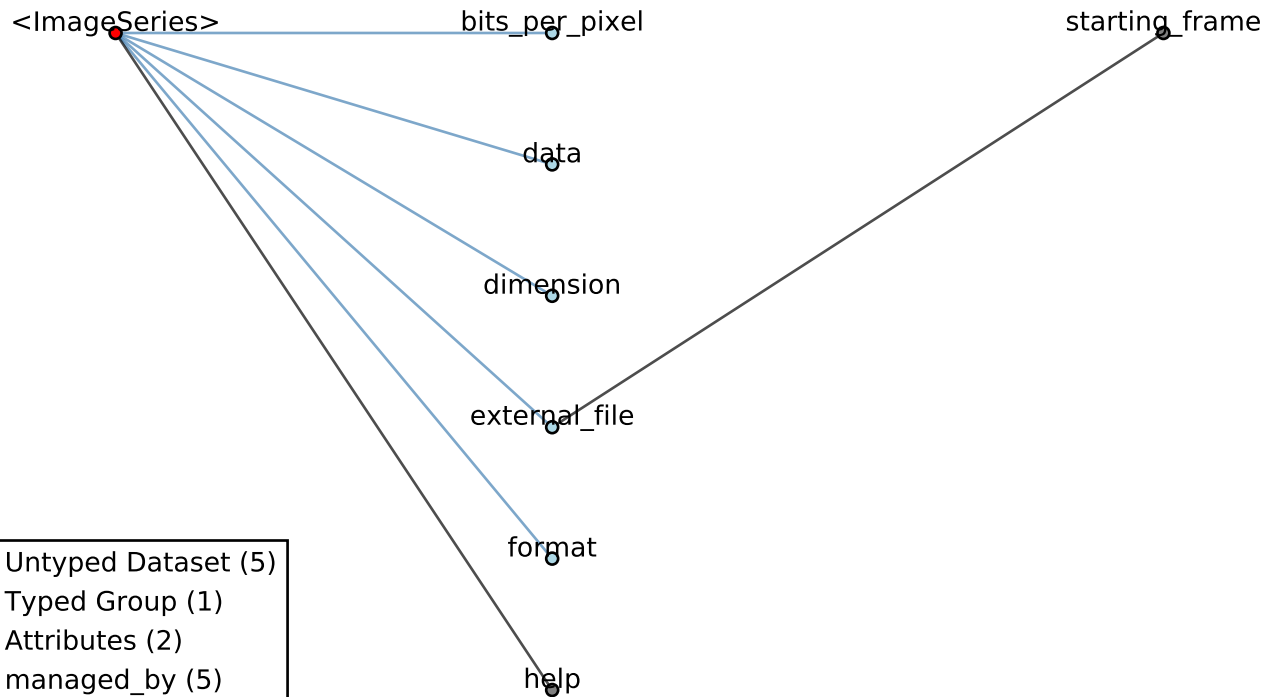 <ImageSeries>
bits_per_pixel
starting_frame
data
dimension
external_file
format
help
Untyped Dataset (5)
Typed Group (1)
Attributes (2)
managed_by (5)